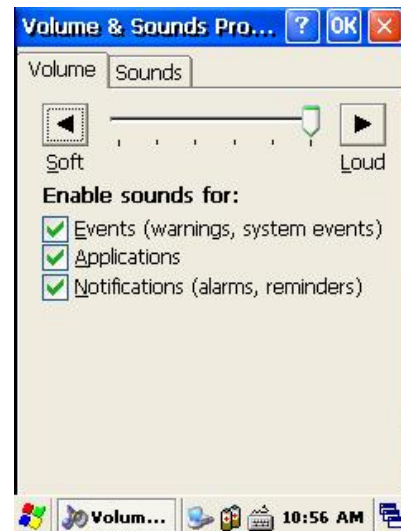 Volume & Sounds Pro... ? OK ×
Volume Sounds
Soft Loud
Enable sounds for:
Events (warnings, system events)
Applications
Notifications (alarms, reminders)
Volum... 10:56 AM